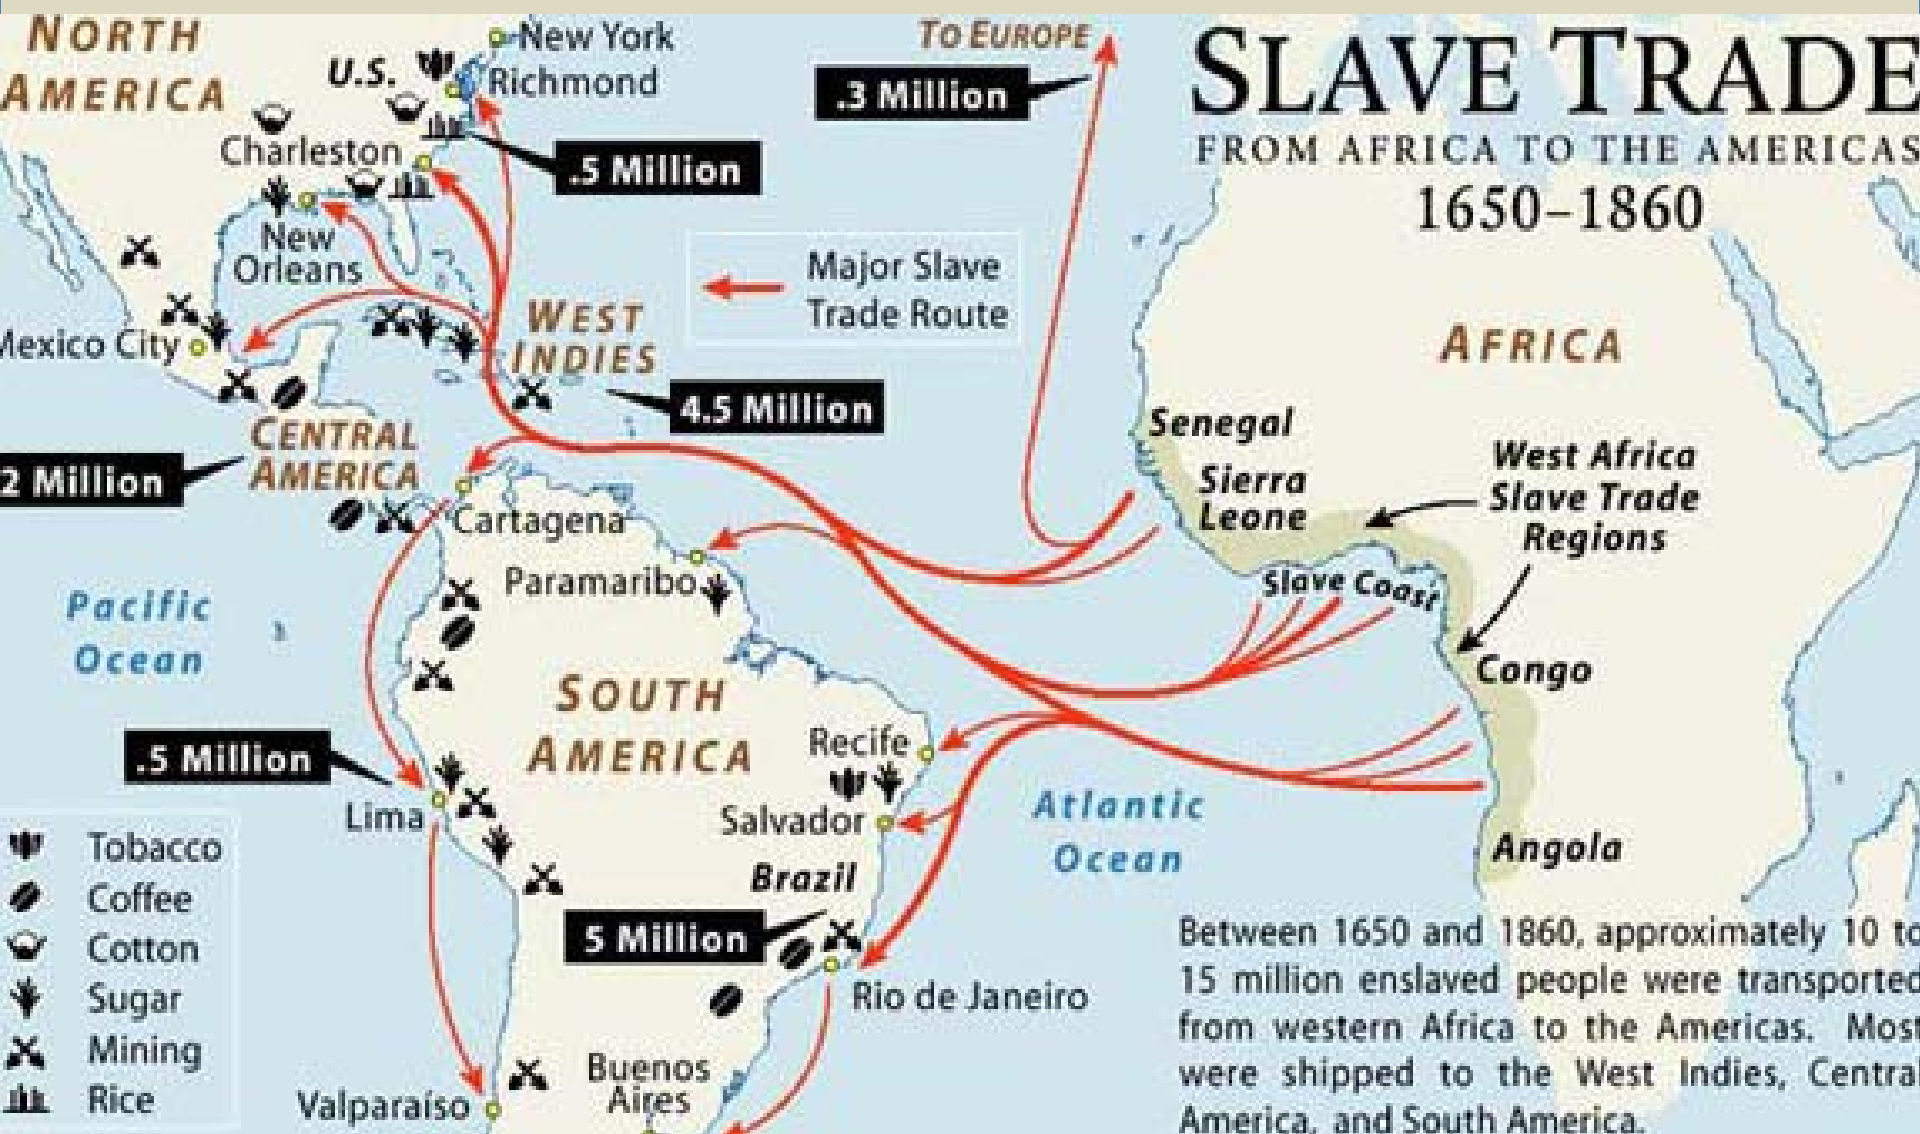 NORTH
AMERICA
U.S.
New York
Richmond
Charleston
.5 Million
New
Orleans
Mexico City
TO EUROPE
.3 Million
SLAVE TRADE
FROM AFRICA TO THE AMERICAS
1650–1860
Major Slave
Trade Route
WEST
INDIES
4.5 Million
CENTRAL
AMERICA
2 Million
Cartagena
Paramaribo
AFRICA
Senegal
Sierra
Leone
West Africa
Slave Trade
Regions
Slave Coast
Congo
Angola
Pacific
Ocean
SOUTH
AMERICA
Recife
Salvador
Brazil
5 Million
Rio de Janeiro
.5 Million
Lima
Atlantic
Ocean
Buenos
Aires
Valparaíso
Tobacco
Coffee
Cotton
Sugar
Mining
Rice
Between 1650 and 1860, approximately 10 to
15 million enslaved people were transported
from western Africa to the Americas. Most
were shipped to the West Indies, Central
America, and South America.